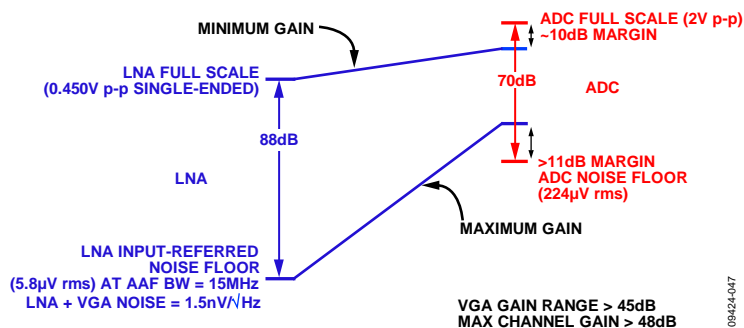 MINIMUM GAIN
ADC FULL SCALE (2V p-p)
~10dB MARGIN
LNA FULL SCALE
(0.450V p-p SINGLE-ENDED)
70dB
ADC
88dB
LNA
>11dB MARGIN
ADC NOISE FLOOR
(224µV rms)
MAXIMUM GAIN
LNA INPUT-REFERRED
NOISE FLOOR
(5.8µV rms) AT AAF BW = 15MHz
LNA + VGA NOISE = 1.5nV/√Hz
VGA GAIN RANGE > 45dB
MAX CHANNEL GAIN > 48dB
09424-047